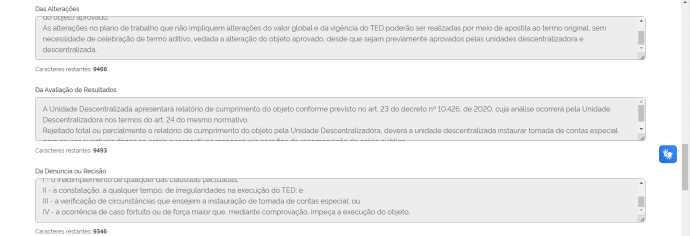 Das Alterações
do objeto aprovado.
As alterações no plano de trabalho que não impliquem alterações do valor global e da vigência do TED poderão ser realizadas por meio de apostila ao termo original, sem
necessidade de celebração de termo aditivo, vedada a alteração do objeto aprovado, desde que sejam previamente aprovados pelas unidades descentralizadora e
descentralizada.
Caracteres restantes: 9466
Da Avaliação de Resultados
A Unidade Descentralizada apresentará relatório de cumprimento do objeto conforme previsto no art. 23 do decreto nº 10.426, de 2020, cuja análise ocorrerá pela Unidade
Descentralizadora nos termos do art. 24 do mesmo normativo.
Rejeitado total ou parcialmente o relatório de cumprimento do objeto pela Unidade Descentralizadora, deverá a unidade descentralizada instaurar tomada de contas especial
Caracteres restantes: 9493
Da Denúncia ou Recisão
I - o inadimplemento de quaisquer das cláusulas pactuadas;
II - a constatação, a qualquer tempo, de irregularidades na execução do TED; e
III - a verificação de circunstâncias que ensejem a instauração de tomada de contas especial; ou
IV - a ocorrência de caso fortuito ou de força maior que, mediante comprovação, impeça a execução do objeto.
Caracteres restantes: 9346